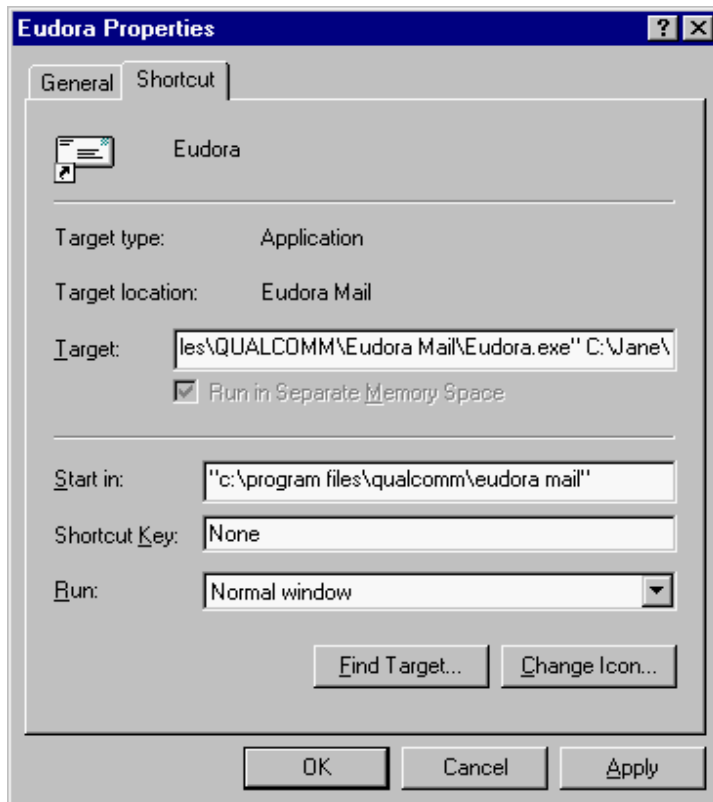 Eudora Properties
General Shortcut
Eudora
Target type: Application
Target location: Eudora Mail
Target: les\QUALCOMM\Eudora Mail\Eudora.exe" C:\Jane\
Run in Separate Memory Space
Start in: "c:\program files\qualcomm\eudora mail"
Shortcut Key: None
Run: Normal window
Find Target... Change Icon...
OK Cancel Apply